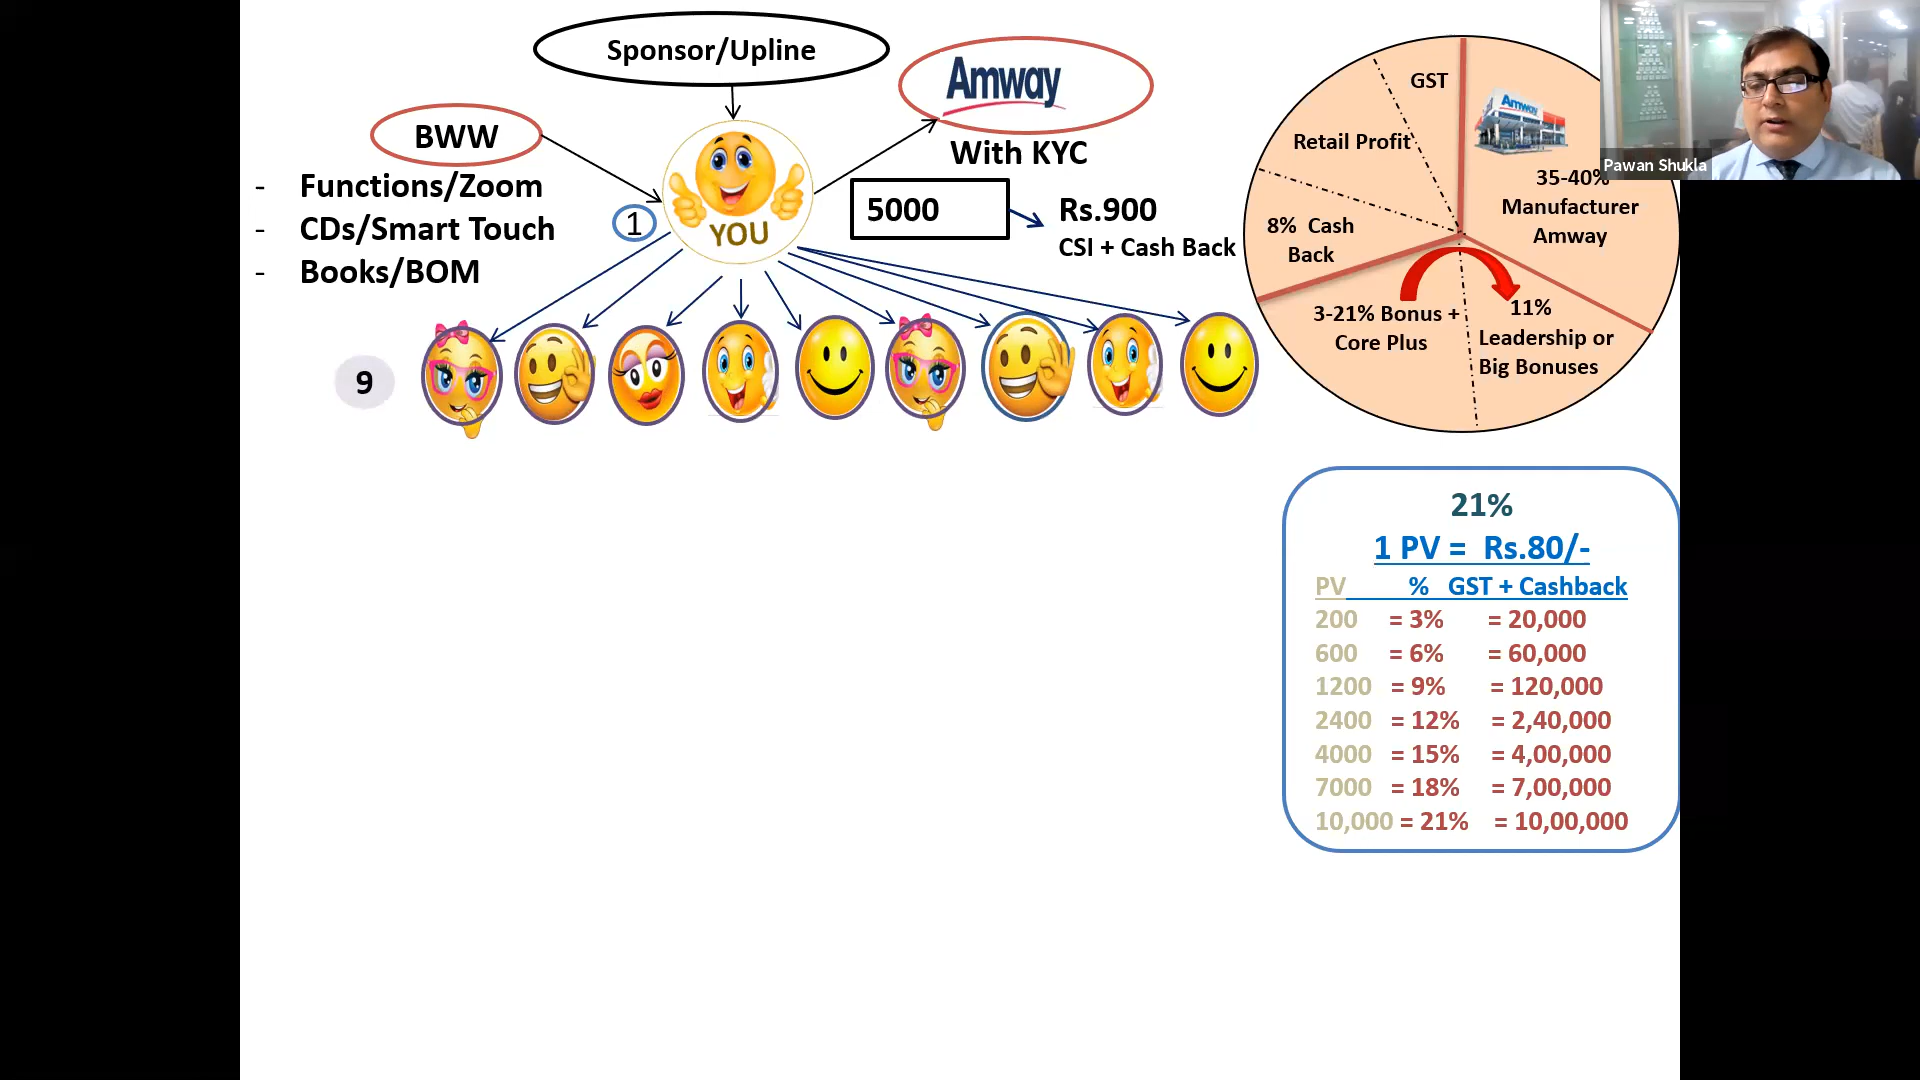 Sponsor/Upline
BWW
Amway
With KYC
- Functions/Zoom
- CDs/Smart Touch
- Books/BOM
1
YOU
5000
Rs.900
CSI + Cash Back
9
GST
Amway
Retail Profit
35-40%
Manufacturer
Amway
8% Cash
Back
3-21% Bonus +
Core Plus
11%
Leadership or
Big Bonuses
Pawan Shukla
21%
1 PV = Rs.80/-
PV % GST + Cashback
200 = 3% = 20,000
600 = 6% = 60,000
1200 = 9% = 120,000
2400 = 12% = 2,40,000
4000 = 15% = 4,00,000
7000 = 18% = 7,00,000
10,000 = 21% = 10,00,000